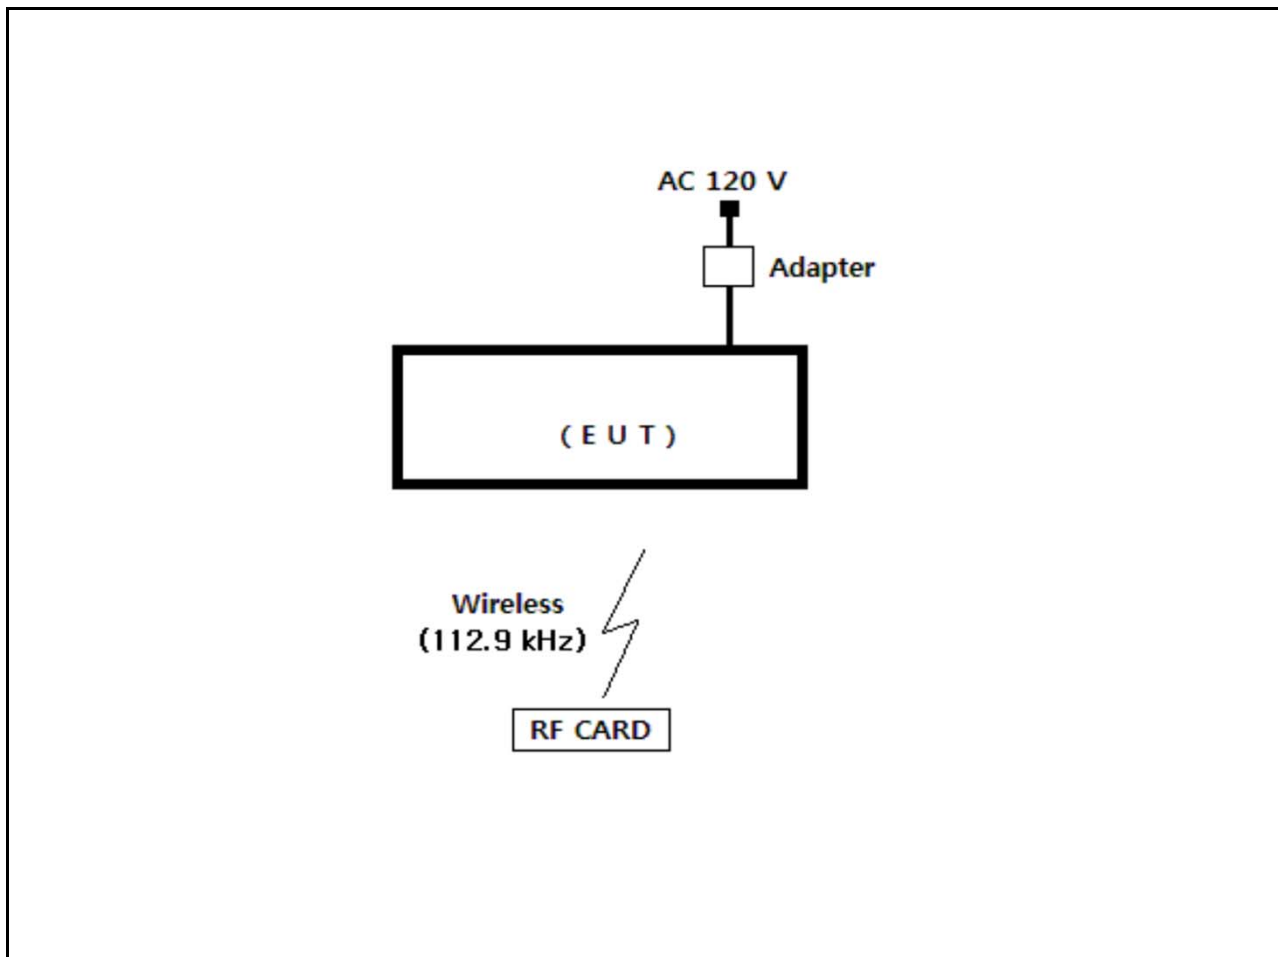 AC 120 V
Adapter
( E U T )
Wireless
(112.9 kHz)
RF CARD